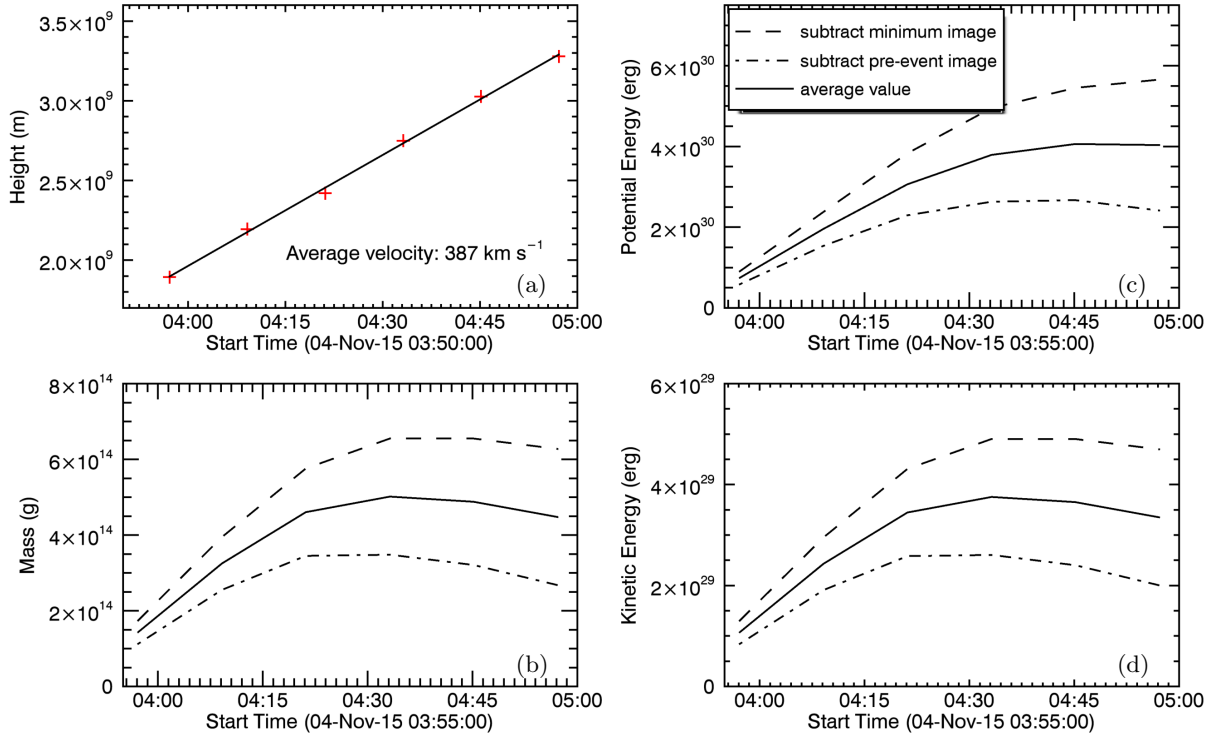 3.5×10⁹
3.0×10⁹
2.5×10⁹
2.0×10⁹
Height (m)
Average velocity: 387 km s⁻¹
(a)
04:00 04:15 04:30 04:45 05:00
Start Time (04-Nov-15 03:50:00)
subtract minimum image
subtract pre-event image
average value
6×10³⁰
4×10³⁰
2×10³⁰
0
Potential Energy (erg)
(c)
04:00 04:15 04:30 04:45 05:00
Start Time (04-Nov-15 03:55:00)
8×10¹⁴
6×10¹⁴
4×10¹⁴
2×10¹⁴
0
Mass (g)
(b)
04:00 04:15 04:30 04:45 05:00
Start Time (04-Nov-15 03:55:00)
6×10²⁹
4×10²⁹
2×10²⁹
0
Kinetic Energy (erg)
(d)
04:00 04:15 04:30 04:45 05:00
Start Time (04-Nov-15 03:55:00)